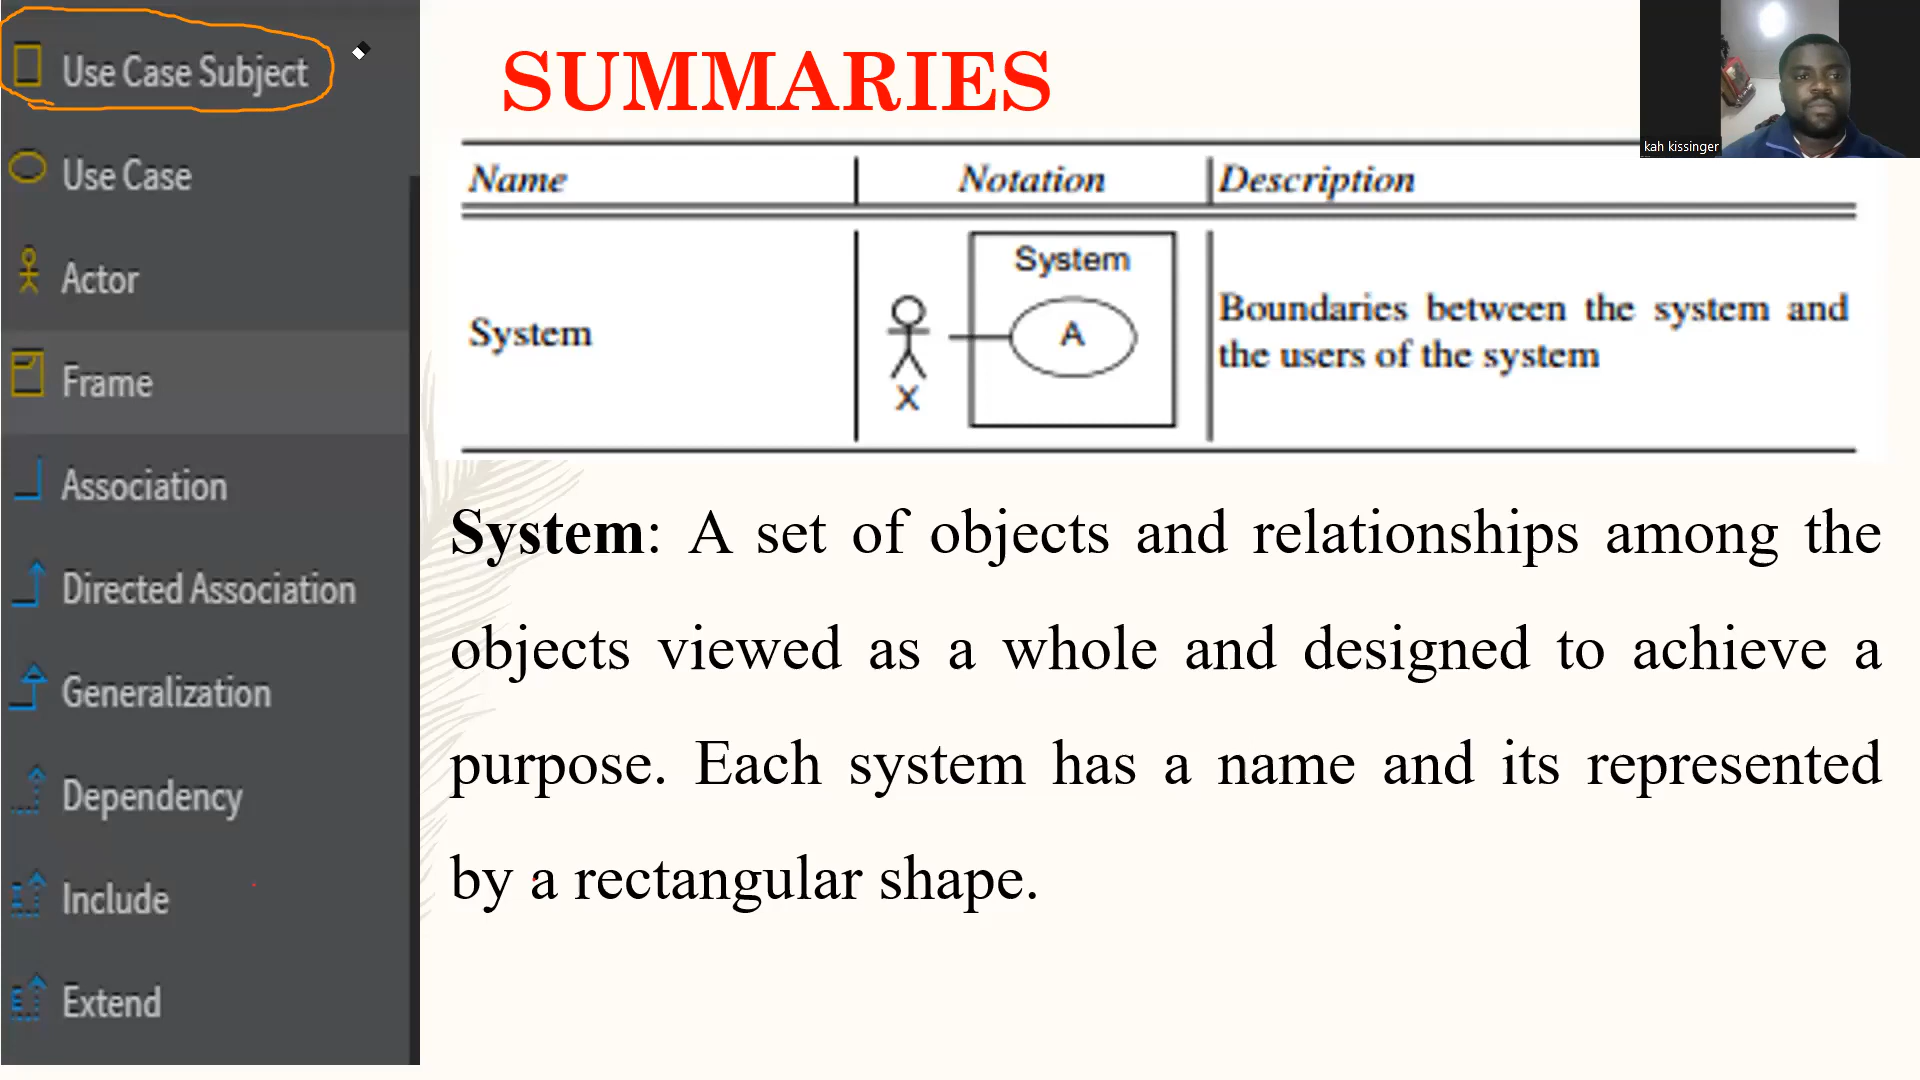 Use Case Subject
Use Case
Actor
Frame
Association
Directed Association
Generalization
Dependency
Include
Extend
SUMMARIES
kah kissinger
Name Notation Description
System
System
A
X
Boundaries between the system and
the users of the system
System: A set of objects and relationships among the
objects viewed as a whole and designed to achieve a
purpose. Each system has a name and its represented
by a rectangular shape.